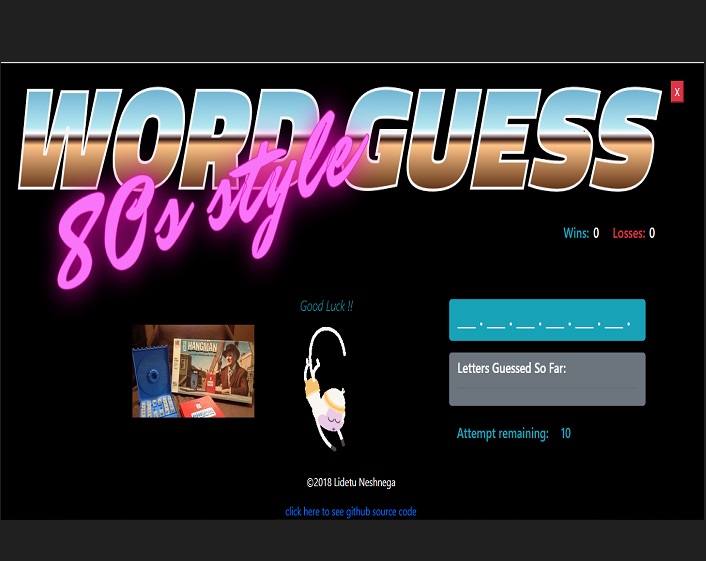 WORD GUESS
80s style
X
Wins: 0 Losses: 0
Good Luck !!
HANGMAN
__ . __ . __ . __ . __ . __ .
Letters Guessed So Far:
Attempt remaining: 10
©2018 Lidetu Neshnega
click here to see github source code